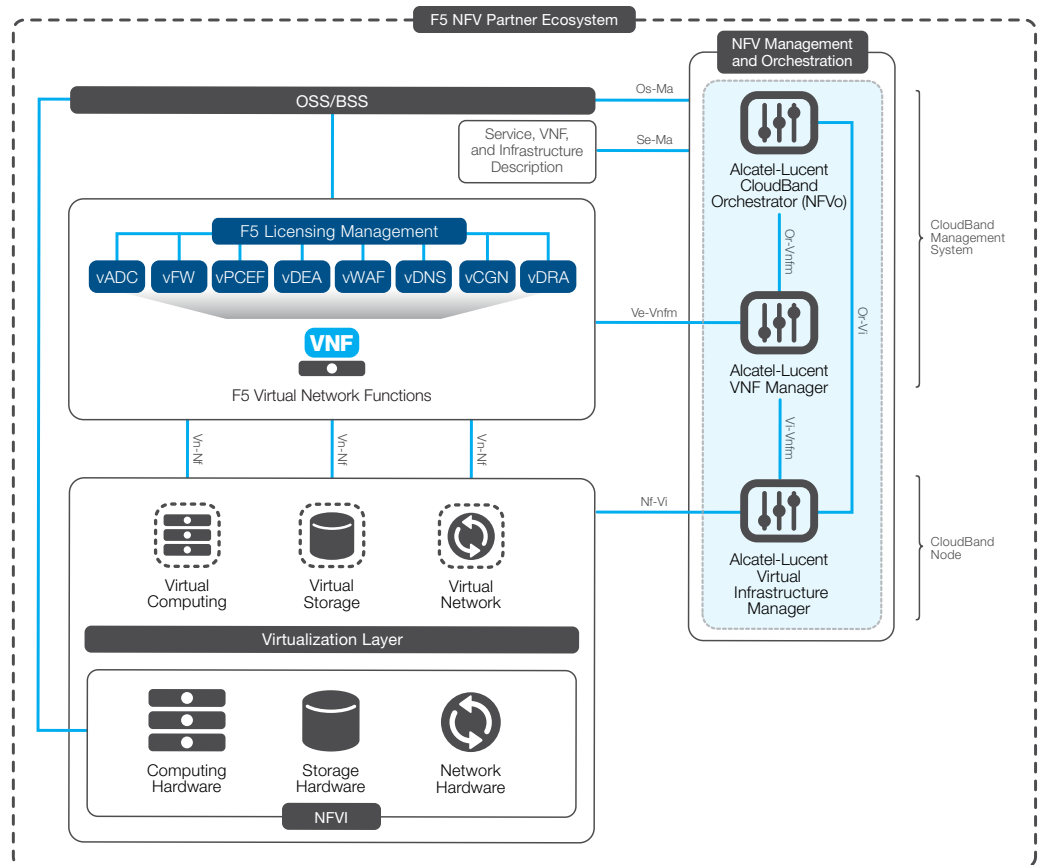 F5 NFV Partner Ecosystem
NFV Management
and Orchestration
OSS/BSS
Os-Ma
Service, VNF,
and Infrastructure
Description
Se-Ma
Alcatel-Lucent
CloudBand
Orchestrator (NFVo)
CloudBand
Management
System
F5 Licensing Management
vADC
vFW
vPCEF
vDEA
vWAF
vDNS
vCGN
vDRA
VNF
F5 Virtual Network Functions
Ve-Vnfm
Or-Vnfm
Or-Vi
Alcatel-Lucent
VNF Manager
Vn-Nf
Vn-Nf
Vn-Nf
Vi-Vnfm
Nf-Vi
Virtual
Computing
Virtual
Storage
Virtual
Network
Alcatel-Lucent
Virtual
Infrastructure
Manager
CloudBand
Node
Virtualization Layer
Computing
Hardware
Storage
Hardware
Network
Hardware
NFVI